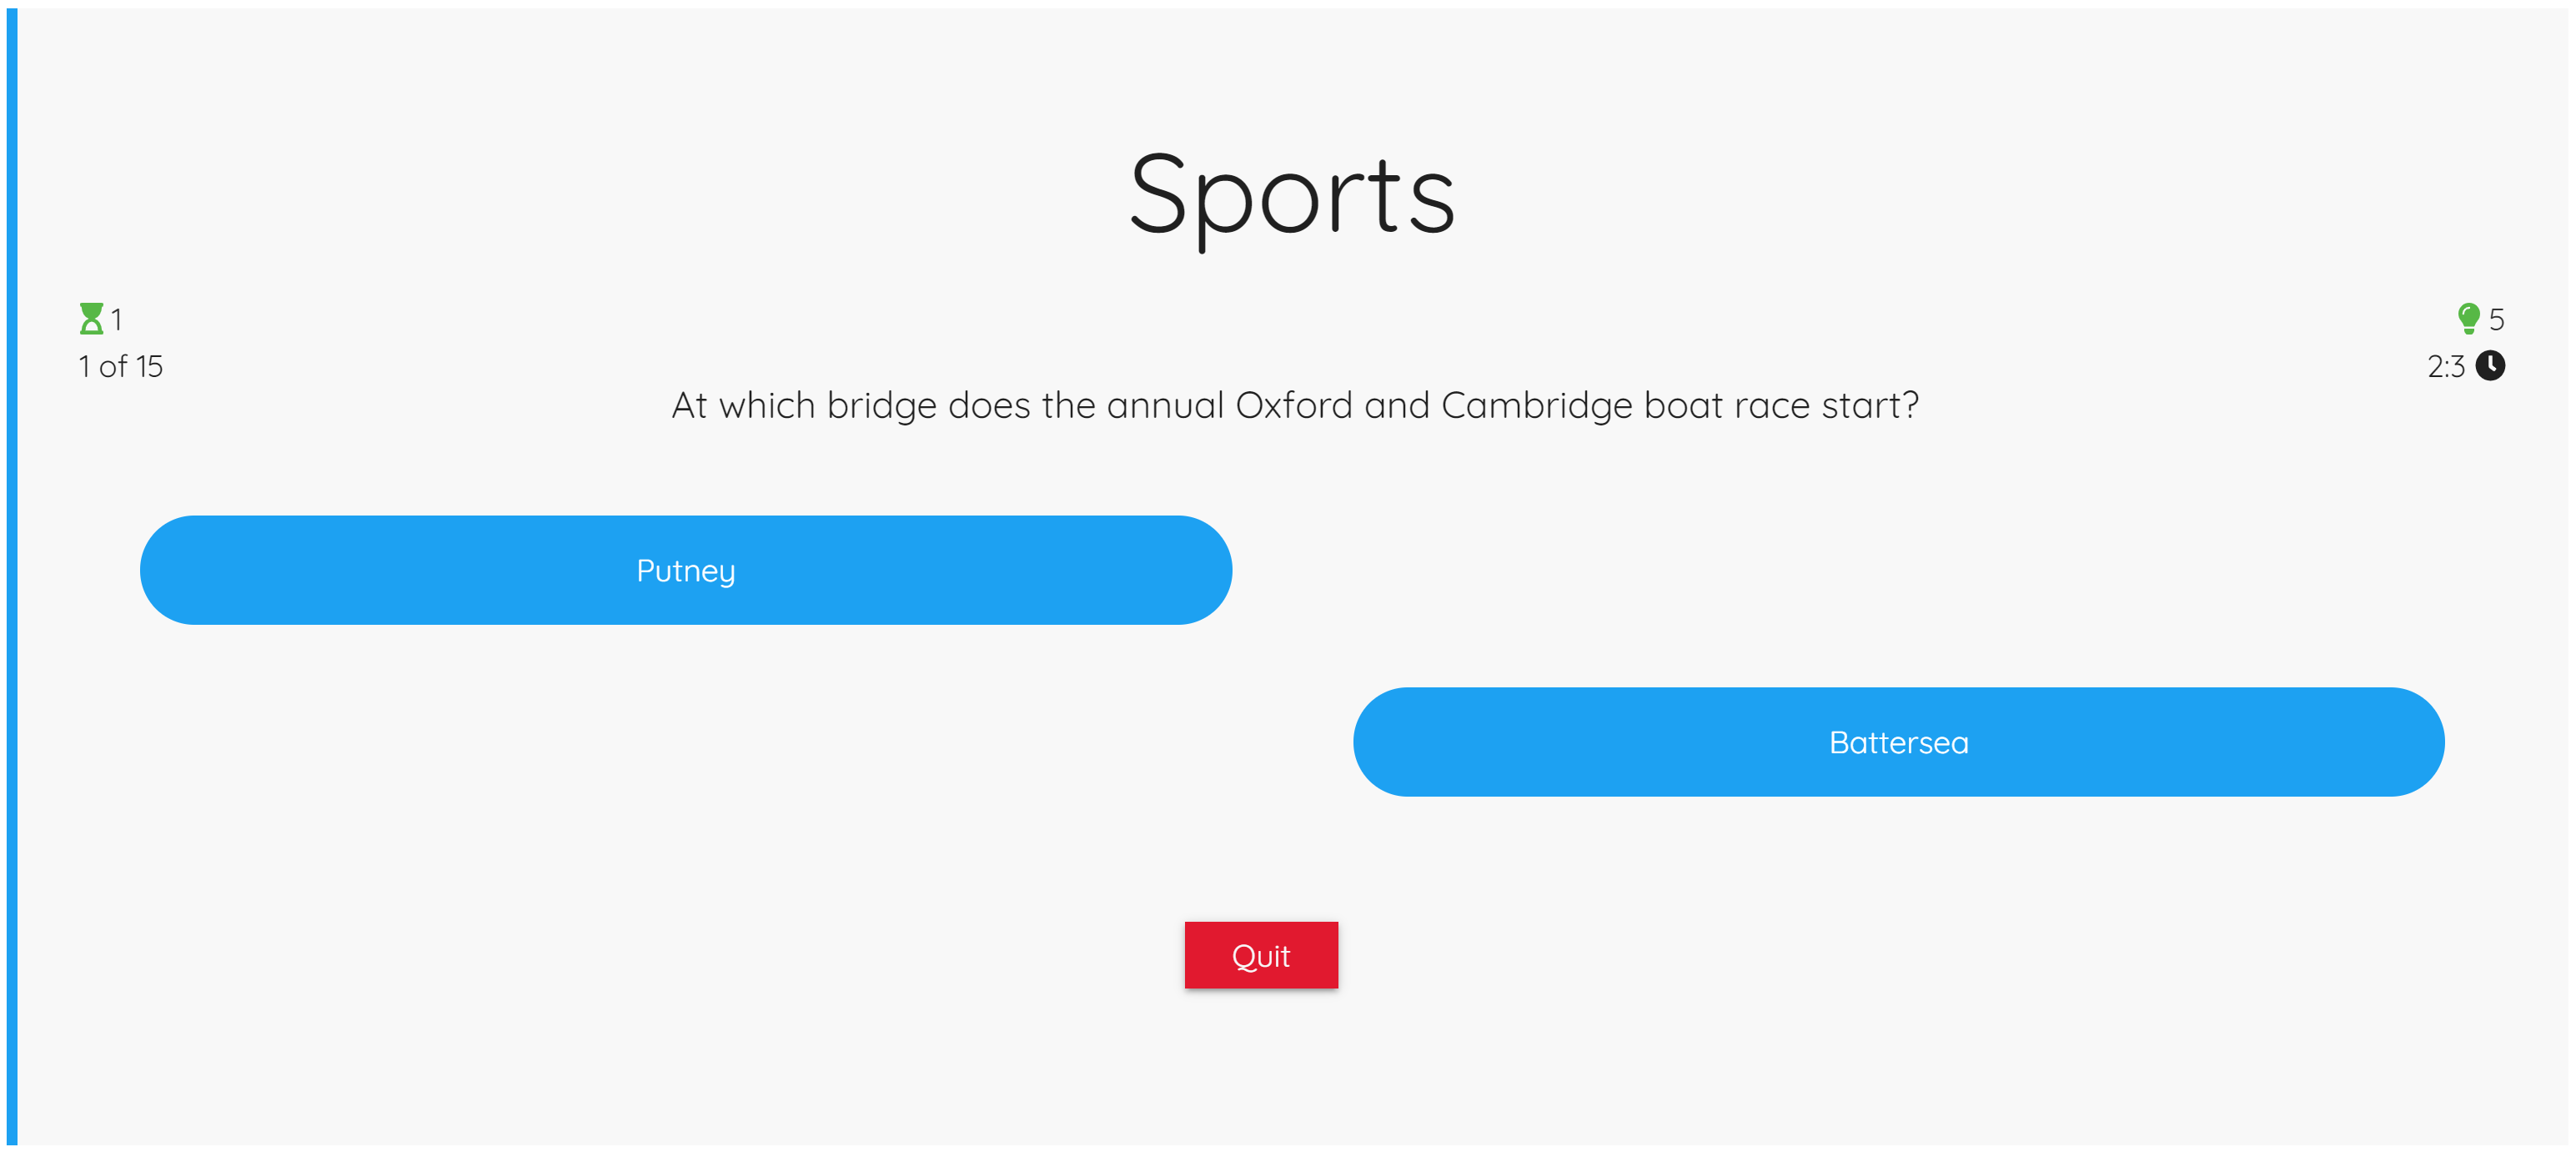 Sports
1
5
1 of 15
2:3
At which bridge does the annual Oxford and Cambridge boat race start?
Putney
Battersea
Quit